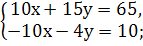 10x + 15y = 65,
−10x − 4y = 10;